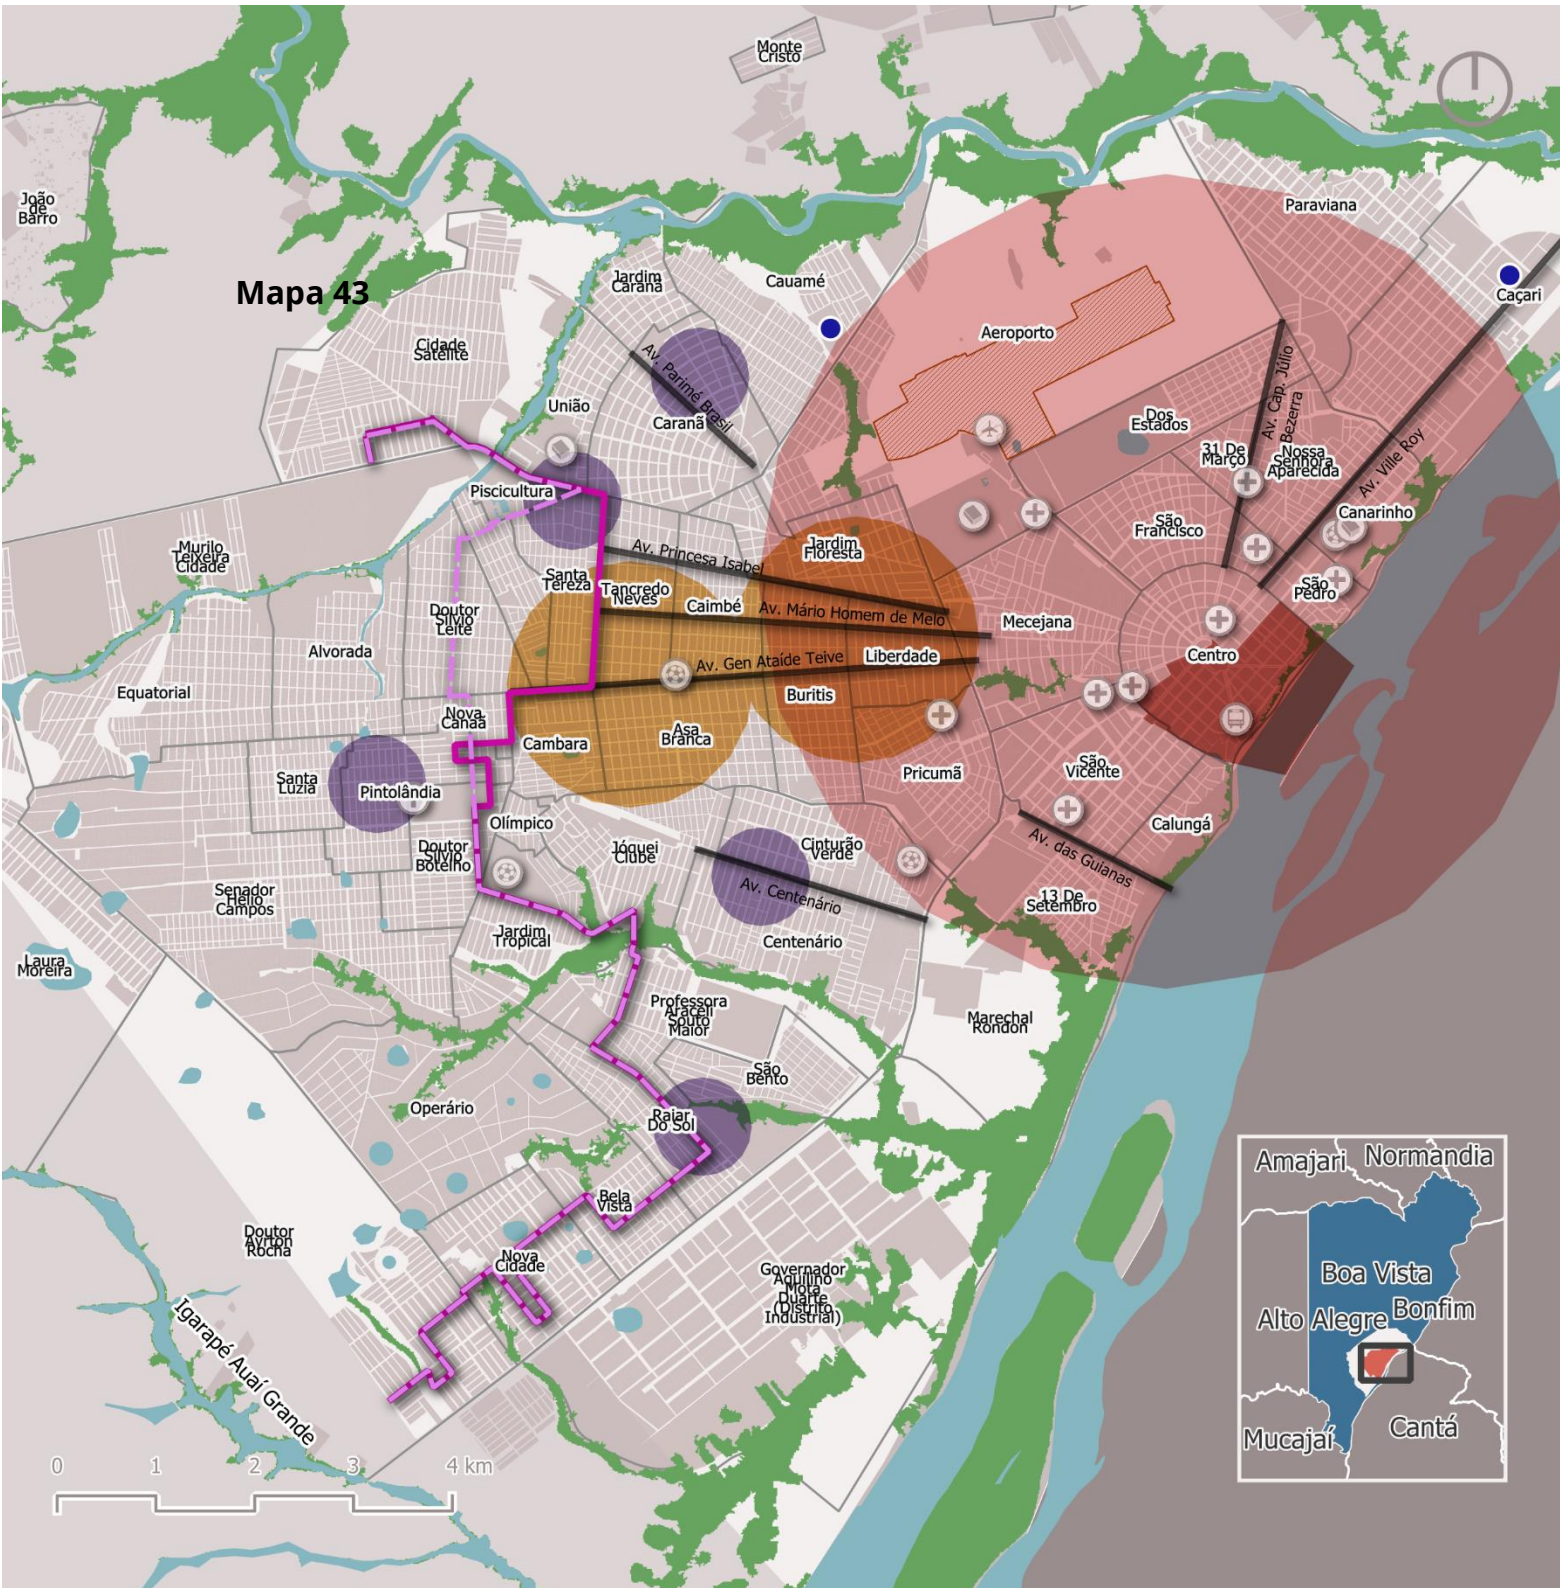 Monte
Cristo
João
de
Barro
Paraviana
Jardim
Caranã
Cauamé
Caçari
Mapa 43
Aeroporto
Cidade
Satélite
Av. Parimé Brasil
Av. Cap. Júlio
Bezerra
União
Caranã
Dos
Estados
31 De
Março
Nossa
Senhora
Aparecida
Av. Ville Roy
Piscicultura
Canarinho
São
Francisco
Murilo
Teixeira
Cidade
Av. Princesa Isabel
Jardim
Floresta
Santa
Tereza
Tancredo
Neves
Caimbé
São
Pedro
Doutor
Silvio
Leite
Av. Mário Homem de Melo
Mecejana
Alvorada
Av. Gen Ataíde Teive
Liberdade
Centro
Equatorial
Buritis
Nova
Canaã
Cambara
Asa
Branca
Santa
Luzia
Pintolândia
Pricumã
São
Vicente
Olímpico
Calungá
Doutor
Silvio
Botelho
Jóquei
Clube
Cinturão
Verde
Av. das Guianas
Senador
Hélio
Campos
Av. Centenário
13 De
Setembro
Jardim
Tropical
Centenário
Laura
Moreira
Professora
Araceli
Souto
Maior
Marechal
Rondon
São
Bento
Operário
Raiar
Do Sol
Bela
Vista
Doutor
Ayrton
Rocha
Nova
Cidade
Governador
Aquilino
Mota
Duarte
(Distrito
Industrial)
Igarapé Auaí Grande
0 1 2 3 4 km
Amajari
Normandia
Boa Vista
Alto Alegre
Bonfim
Mucajaí
Cantá